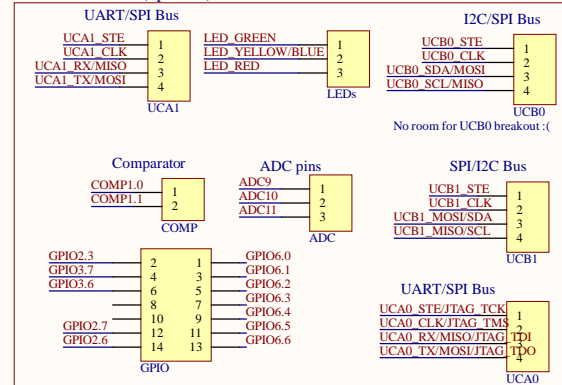 UART/SPI Bus
UCA1_STE 1
UCA1_CLK 2
UCA1_RX/MISO 3
UCA1_TX/MOSI 4
UCA1
LED_GREEN 1
LED_YELLOW/BLUE 2
LED_RED 3
LEDs
I2C/SPI Bus
UCB0_STE 1
UCB0_CLK 2
UCB0_SDA/MOSI 3
UCB0_SCL/MISO 4
UCB0
No room for UCB0 breakout :(
Comparator
COMP1.0 1
COMP1.1 2
COMP
ADC pins
ADC9 1
ADC10 2
ADC11 3
ADC
SPI/I2C Bus
UCB1_STE 1
UCB1_CLK 2
UCB1_MOSI/SDA 3
UCB1_MISO/SCL 4
UCB1
GPIO2.3 2 1 GPIO6.0
GPIO3.7 4 3 GPIO6.1
GPIO3.6 6 5 GPIO6.2
8 7 GPIO6.3
10 9 GPIO6.4
GPIO2.7 12 11 GPIO6.5
GPIO2.6 14 13 GPIO6.6
GPIO
UART/SPI Bus
UCA0_STE/JTAG_TCK 1
UCA0_CLK/JTAG_TMS 2
UCA0_RX/MISO/JTAG_TDI 3
UCA0_TX/MOSI/JTAG_TDO 4
UCA0